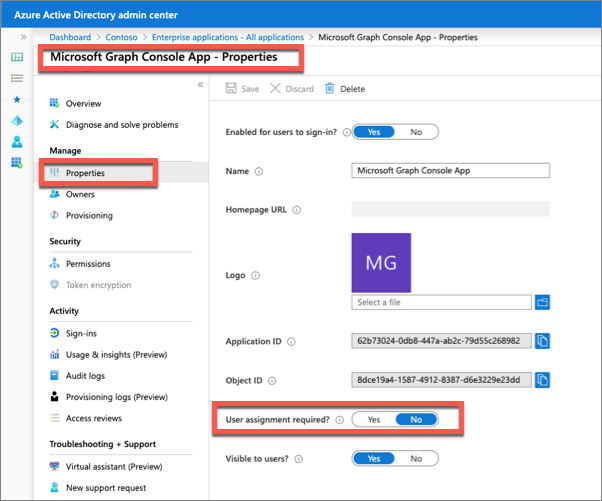 Azure Active Directory admin center
Dashboard > Contoso > Enterprise applications - All applications > Microsoft Graph Console App - Properties
Microsoft Graph Console App - Properties
Overview
Diagnose and solve problems
Manage
Properties
Owners
Provisioning
Security
Permissions
Token encryption
Activity
Sign-ins
Usage & insights (Preview)
Audit logs
Provisioning logs (Preview)
Access reviews
Troubleshooting + Support
Virtual assistant (Preview)
New support request
Save Discard Delete
Enabled for users to sign-in? Yes No
Name Microsoft Graph Console App
Homepage URL
MG
Logo
Select a file
Application ID 62b73024-0db8-447a-ab2c-79d55c268982
Object ID 8dce19a4-1587-4912-8387-d6e3229e23dd
User assignment required? Yes No
Visible to users? Yes No